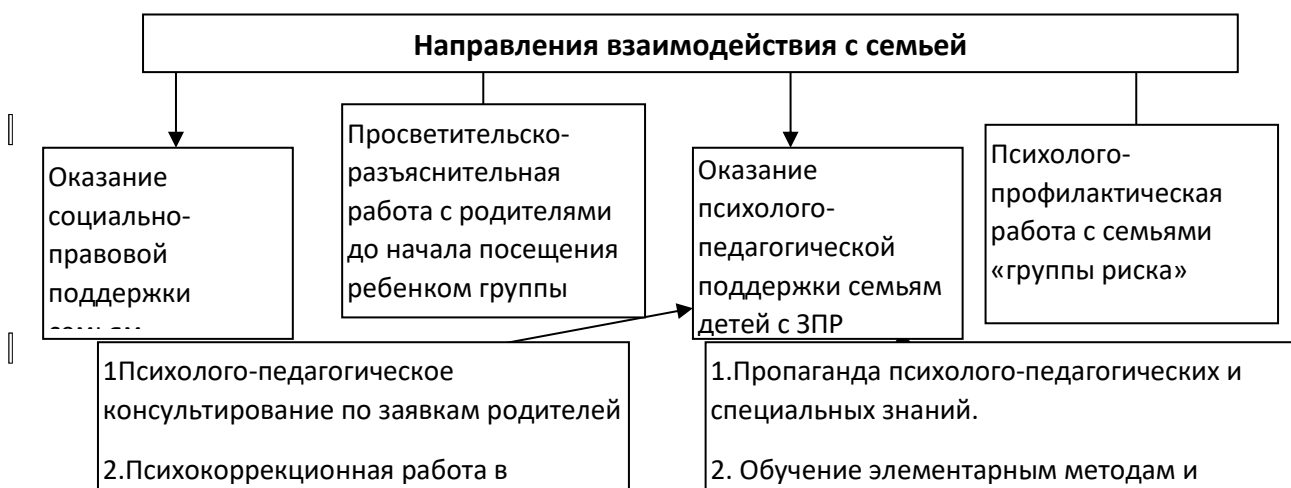 Направления взаимодействия с семьей
Оказание
социально-
правовой
поддержки
Просветительско-
разъяснительная
работа с родителями
до начала посещения
ребенком группы
Оказание
психолого-
педагогической
поддержки семьям
детей с ЗПР
Психолого-
профилактическая
работа с семьями
«группы риска»
1Психолого-педагогическое
консультирование по заявкам родителей
2.Психокоррекционная работа в
1.Пропаганда психолого-педагогических и
специальных знаний.
2. Обучение элементарным методам и